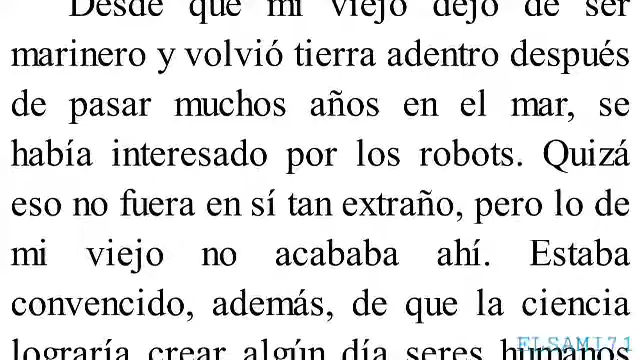 Desde que mi viejo dejó de ser
marinero y volvió tierra adentro después
de pasar muchos años en el mar, se
había interesado por los robots. Quizá
eso no fuera en sí tan extraño, pero lo de
mi viejo no acababa ahí. Estaba
convencido, además, de que la ciencia
lograría crear algún día seres humanos
ELSAMI71